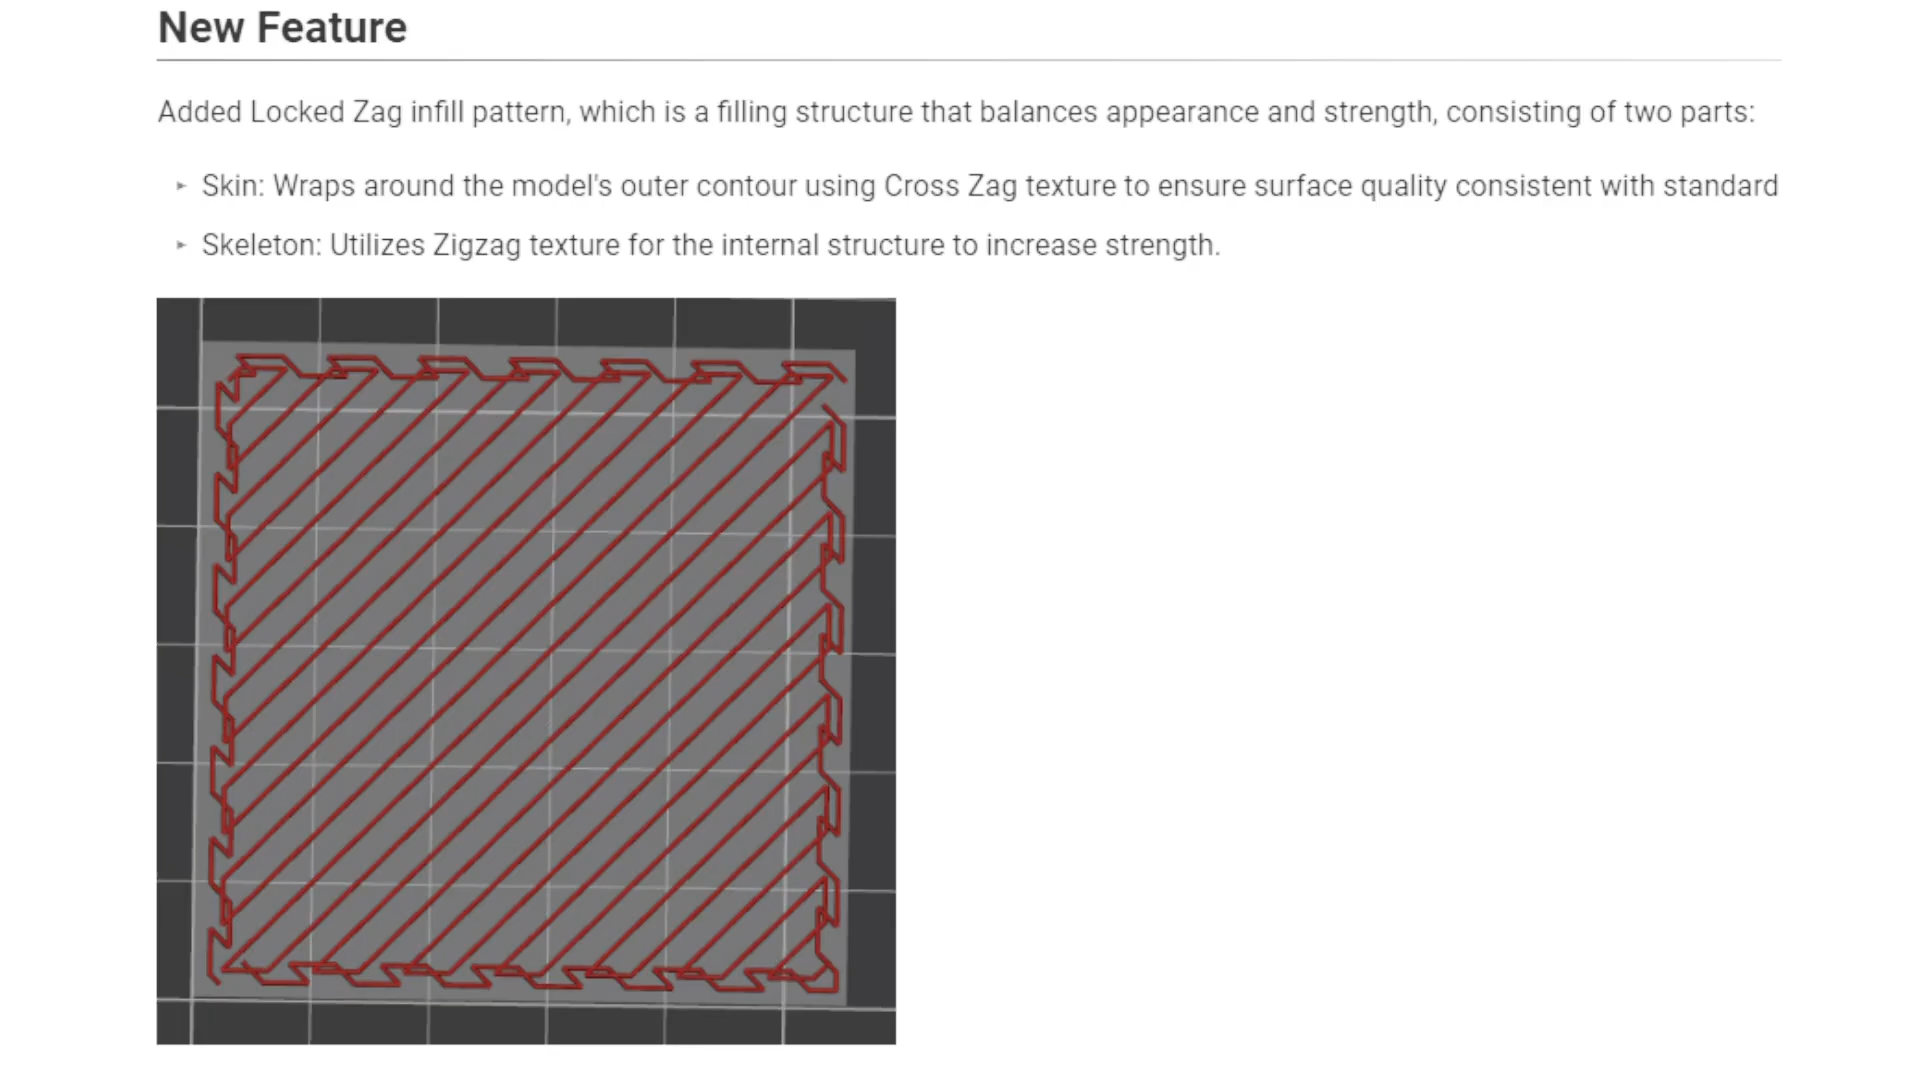 New Feature
Added Locked Zag infill pattern, which is a filling structure that balances appearance and strength, consisting of two parts:
Skin: Wraps around the model's outer contour using Cross Zag texture to ensure surface quality consistent with standard
Skeleton: Utilizes Zigzag texture for the internal structure to increase strength.